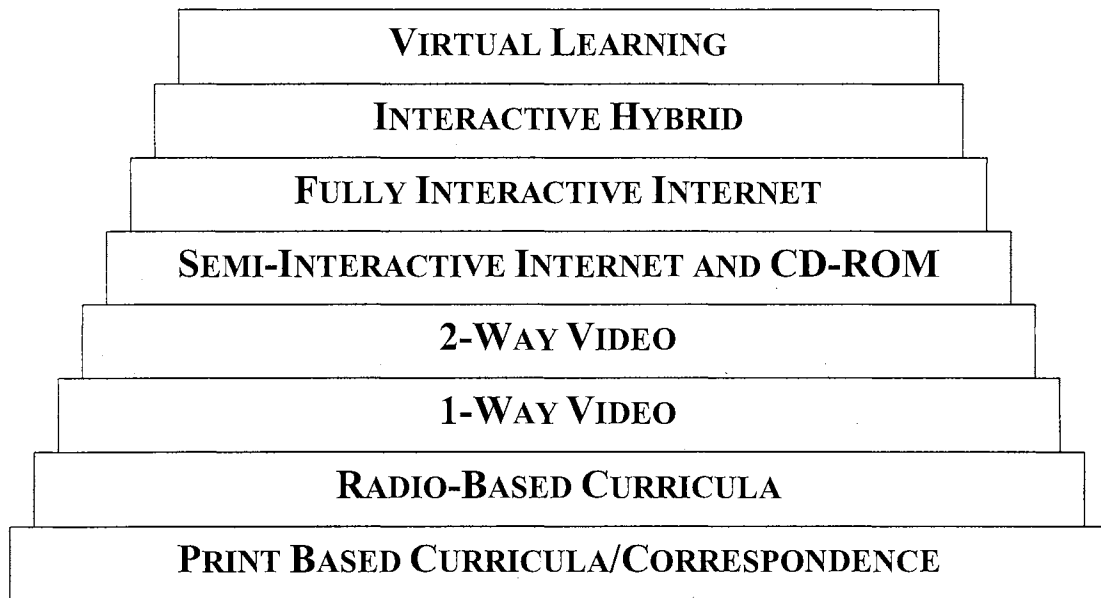 VIRTUAL LEARNING
INTERACTIVE HYBRID
FULLY INTERACTIVE INTERNET
SEMI-INTERACTIVE INTERNET AND CD-ROM
2-WAY VIDEO
1-WAY VIDEO
RADIO-BASED CURRICULA
PRINT BASED CURRICULA/CORRESPONDENCE